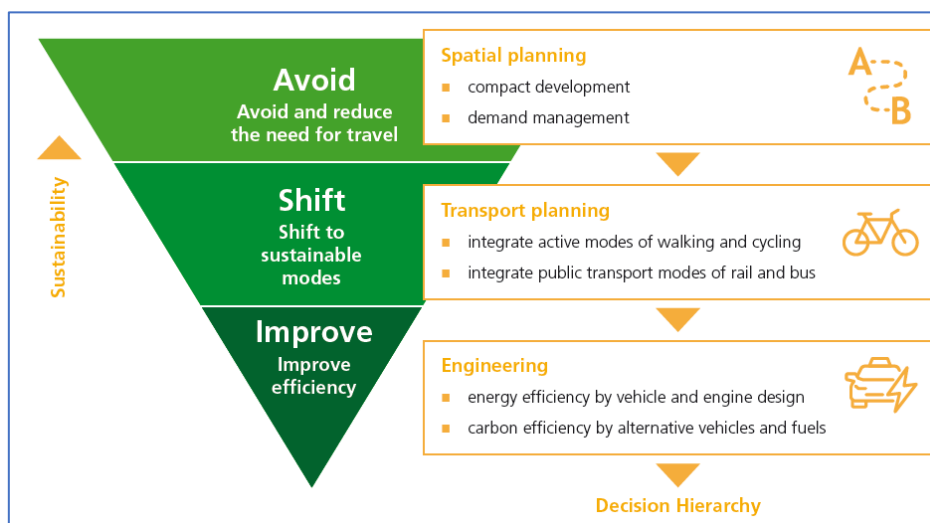 Sustainability
Avoid
Avoid and reduce
the need for travel
Shift
Shift to
sustainable
modes
Improve
Improve
efficiency
Spatial planning
compact development
demand management
A
B
Transport planning
integrate active modes of walking and cycling
integrate public transport modes of rail and bus
Engineering
energy efficiency by vehicle and engine design
carbon efficiency by alternative vehicles and fuels
Decision Hierarchy